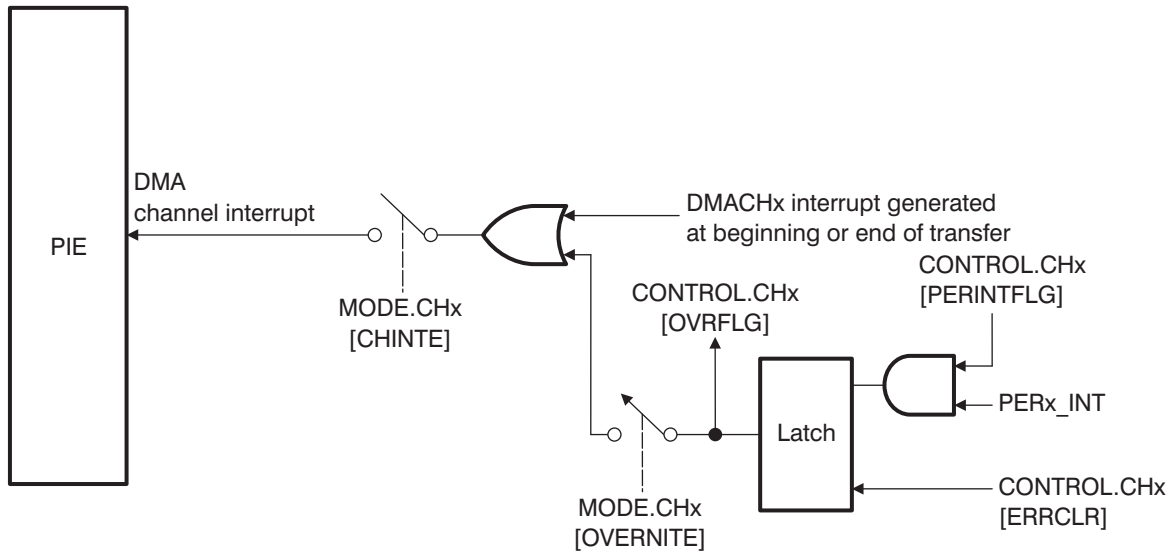 PIE
DMA
channel interrupt
MODE.CHx
[CHINTE]
DMACHx interrupt generated
at beginning or end of transfer
CONTROL.CHx
[OVRFLG]
CONTROL.CHx
[PERINTFLG]
PERx_INT
Latch
MODE.CHx
[OVERNITE]
CONTROL.CHx
[ERRCLR]